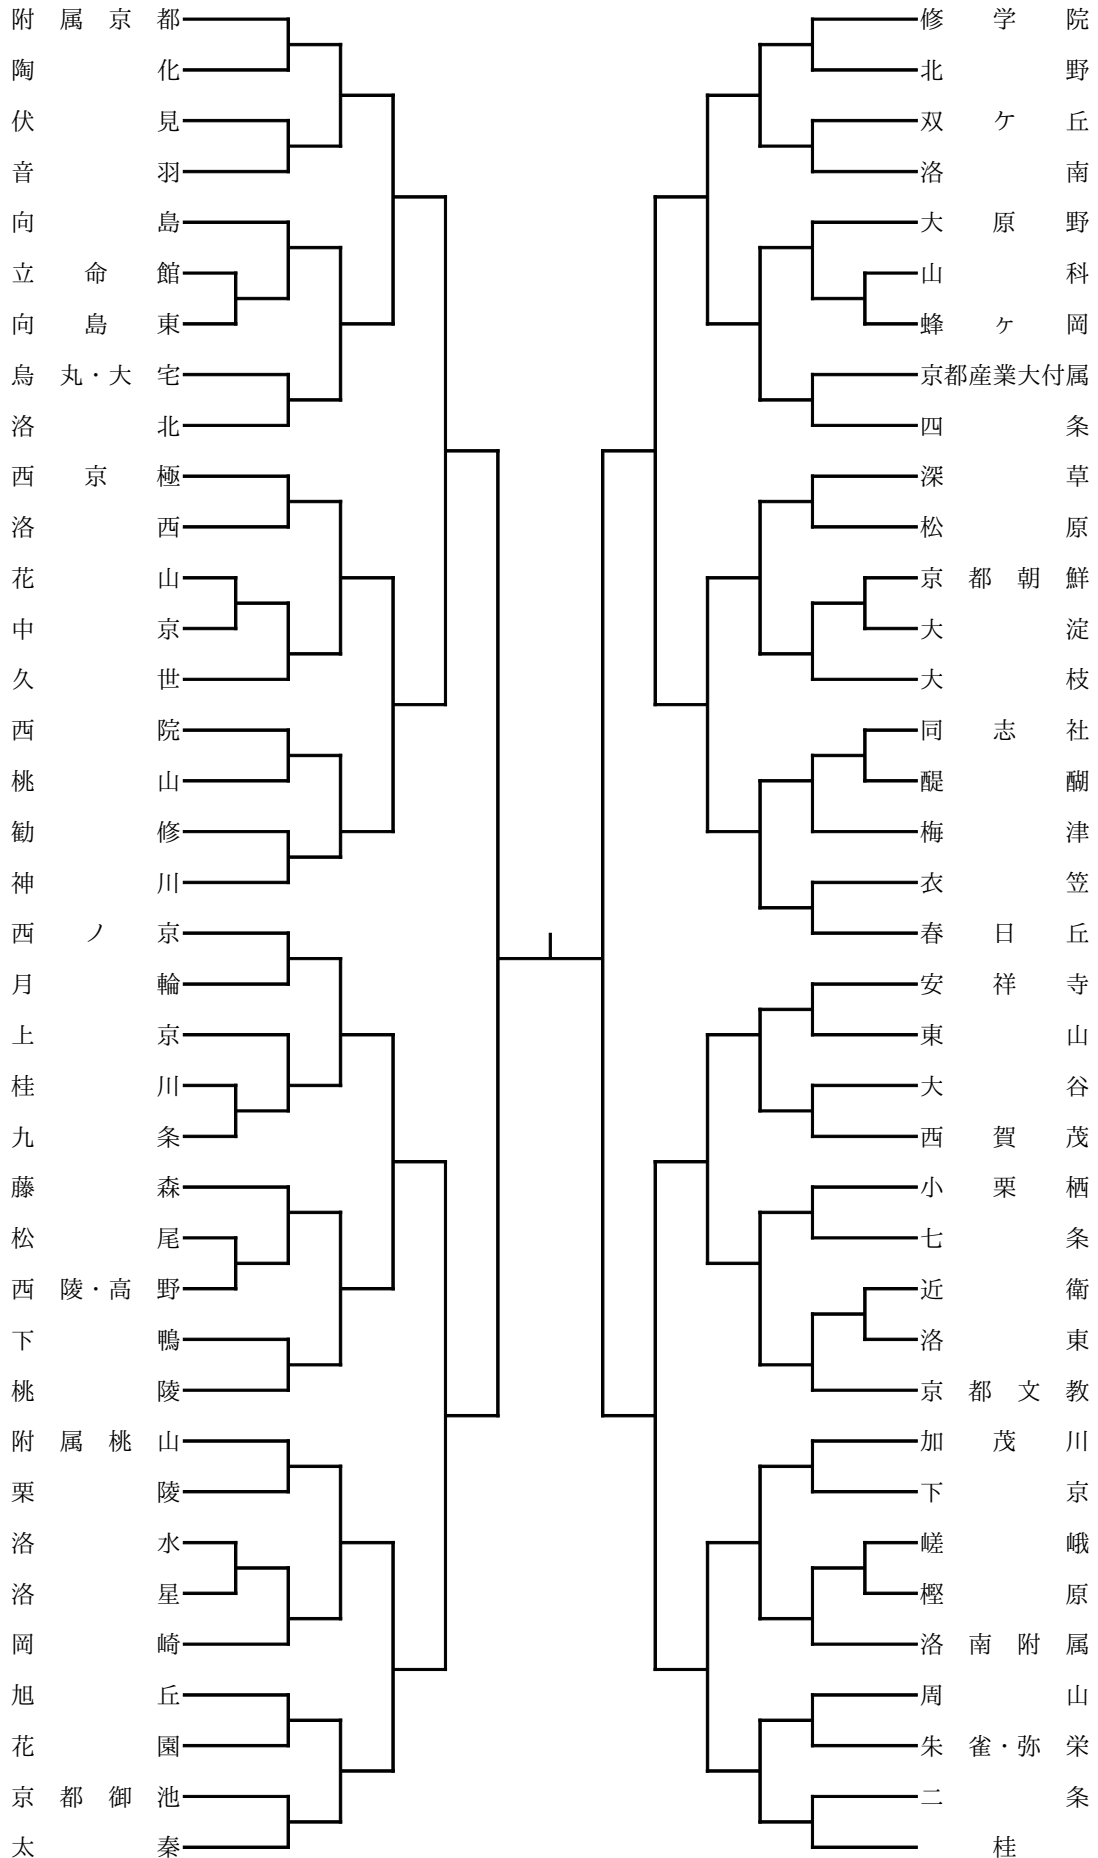 附属京都
陶化
伏見
音羽
向島
立命館
向島東
烏丸・大宅
洛北
西京極
洛西
花山
中京
久世
西院
桃山
勧修
神川
西ノ京
月輪
上京
桂川
九条
藤森
松尾
西陵・高野
下鴨
桃陵
附属桃山
栗陵
洛水
洛星
岡崎
旭丘
花園
京都御池
太秦
修学院
北野
双ケ丘
洛南
大原野
山科
蜂ヶ岡
京都産業大付属
四条
深草
松原
京都朝鮮
大淀
大枝
同志社
醍醐
梅津
衣笠
春日丘
安祥寺
東山
大谷
西賀茂
小栗栖
七条
近衛
洛東
京都文教
加茂川
下京
嵯峨
樫原
洛南附属
周山
朱雀・弥栄
二条
桂